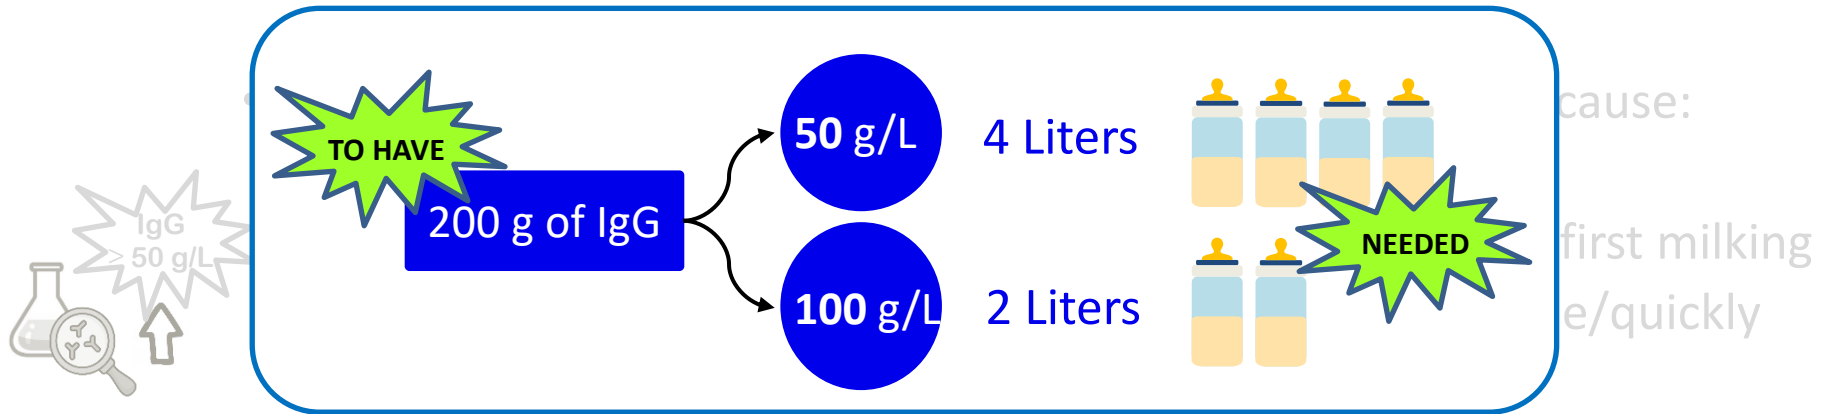 TO HAVE
200 g of IgG
50 g/L
4 Liters
100 g/L
2 Liters
NEEDED
IgG
> 50 g/L
cause:
first milking
e/quickly